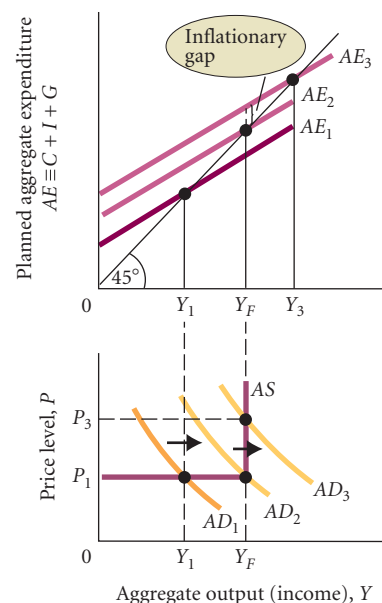 Inflationary
gap
AE₃
AE₂
AE₁
Planned aggregate expenditure
AE ≡ C + I + G
45°
0
Y₁
Y_F
Y₃
AS
P₃
P₁
Price level, P
AD₁
AD₂
AD₃
0
Y₁
Y_F
Aggregate output (income), Y